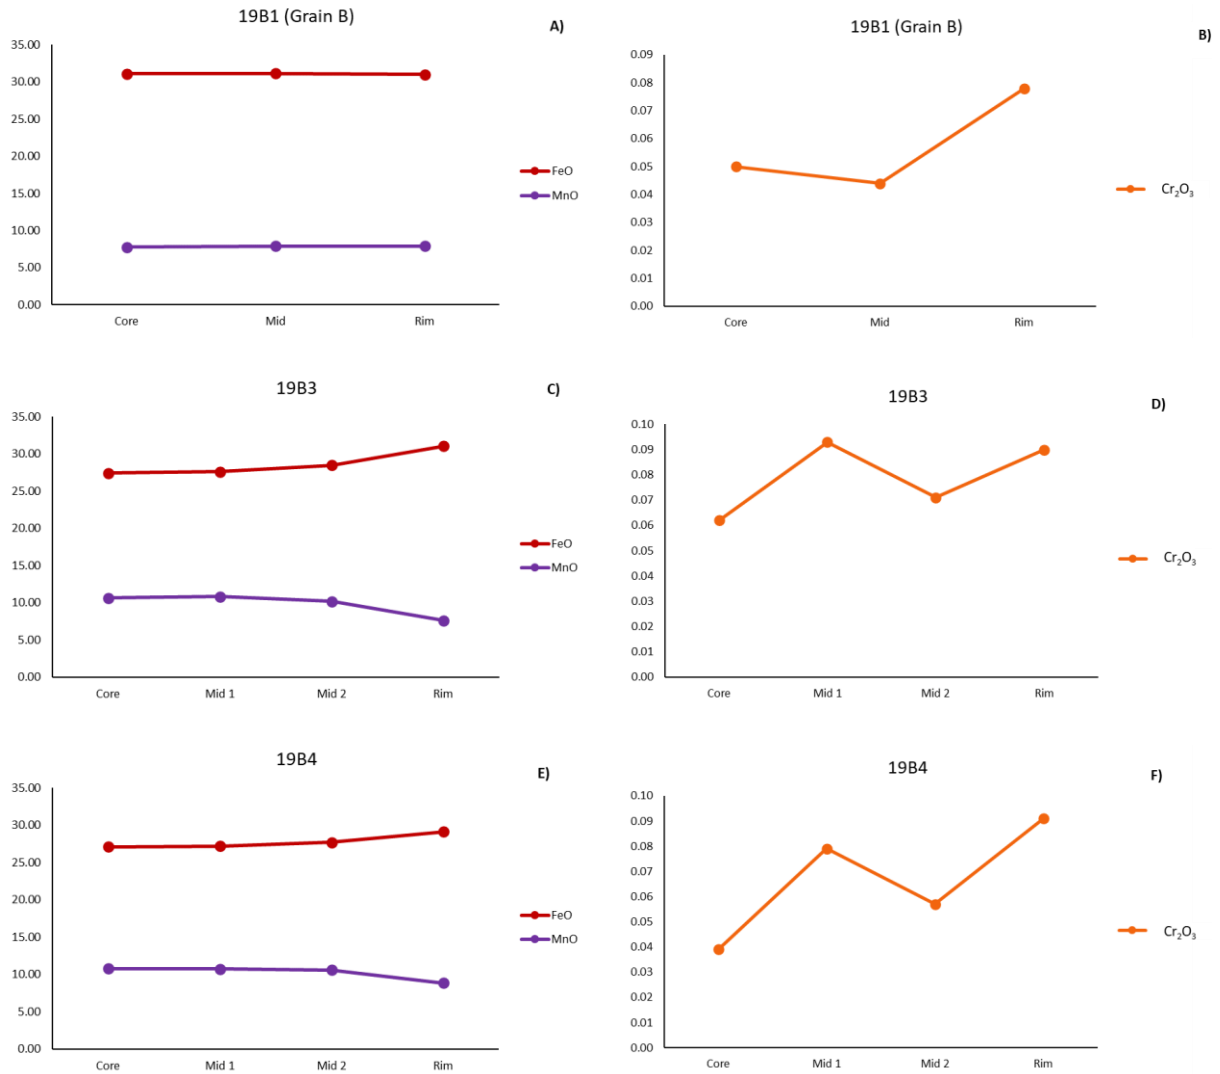 19B1 (Grain B)
A)
35.00
30.00
25.00
20.00
15.00
10.00
5.00
0.00
Core Mid Rim
FeO
MnO
19B1 (Grain B)
B)
0.09
0.08
0.07
0.06
0.05
0.04
0.03
0.02
0.01
0.00
Core Mid Rim
Cr₂O₃
19B3
C)
35.00
30.00
25.00
20.00
15.00
10.00
5.00
0.00
Core Mid 1 Mid 2 Rim
FeO
MnO
19B3
D)
0.10
0.09
0.08
0.07
0.06
0.05
0.04
0.03
0.02
0.01
0.00
Core Mid 1 Mid 2 Rim
Cr₂O₃
19B4
E)
35.00
30.00
25.00
20.00
15.00
10.00
5.00
0.00
Core Mid 1 Mid 2 Rim
FeO
MnO
19B4
F)
0.10
0.09
0.08
0.07
0.06
0.05
0.04
0.03
0.02
0.01
0.00
Core Mid 1 Mid 2 Rim
Cr₂O₃